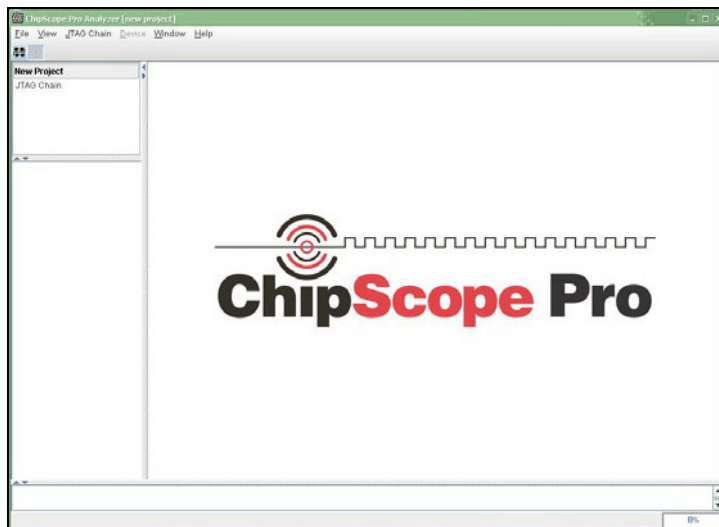 ChipScope Pro Analyzer [new project]
File View JTAG Chain Device Window Help
New Project
JTAG Chain
ChipScope Pro
0%